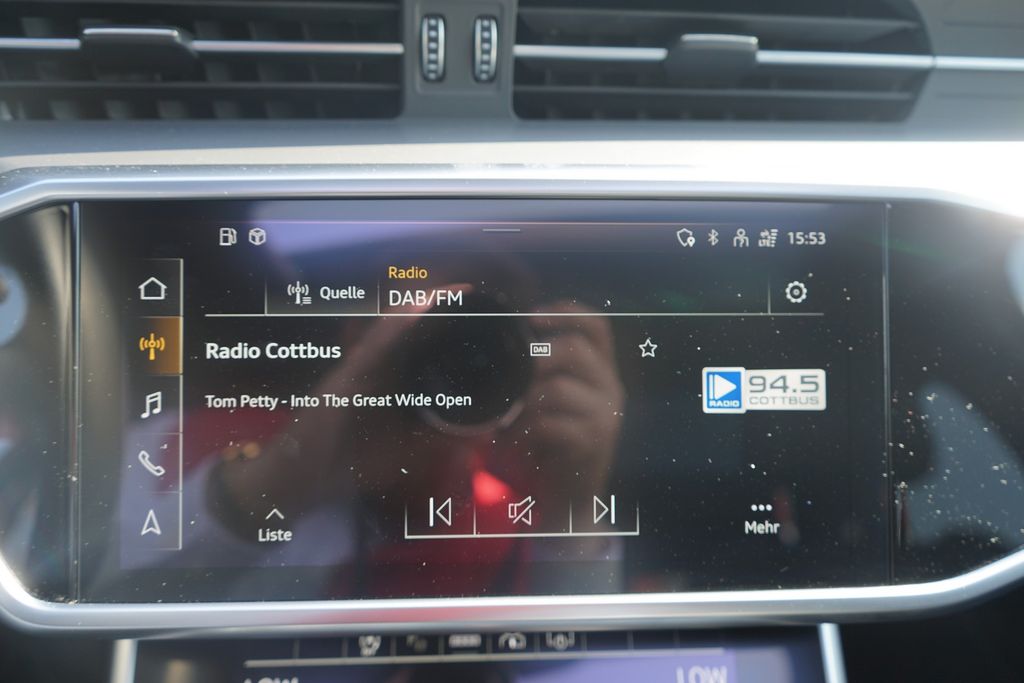 15:53
Quelle
Radio
DAB/FM
Radio Cottbus
DAB
Tom Petty - Into The Great Wide Open
RADIO
94.5
COTTBUS
Liste
Mehr
LOW
LOW